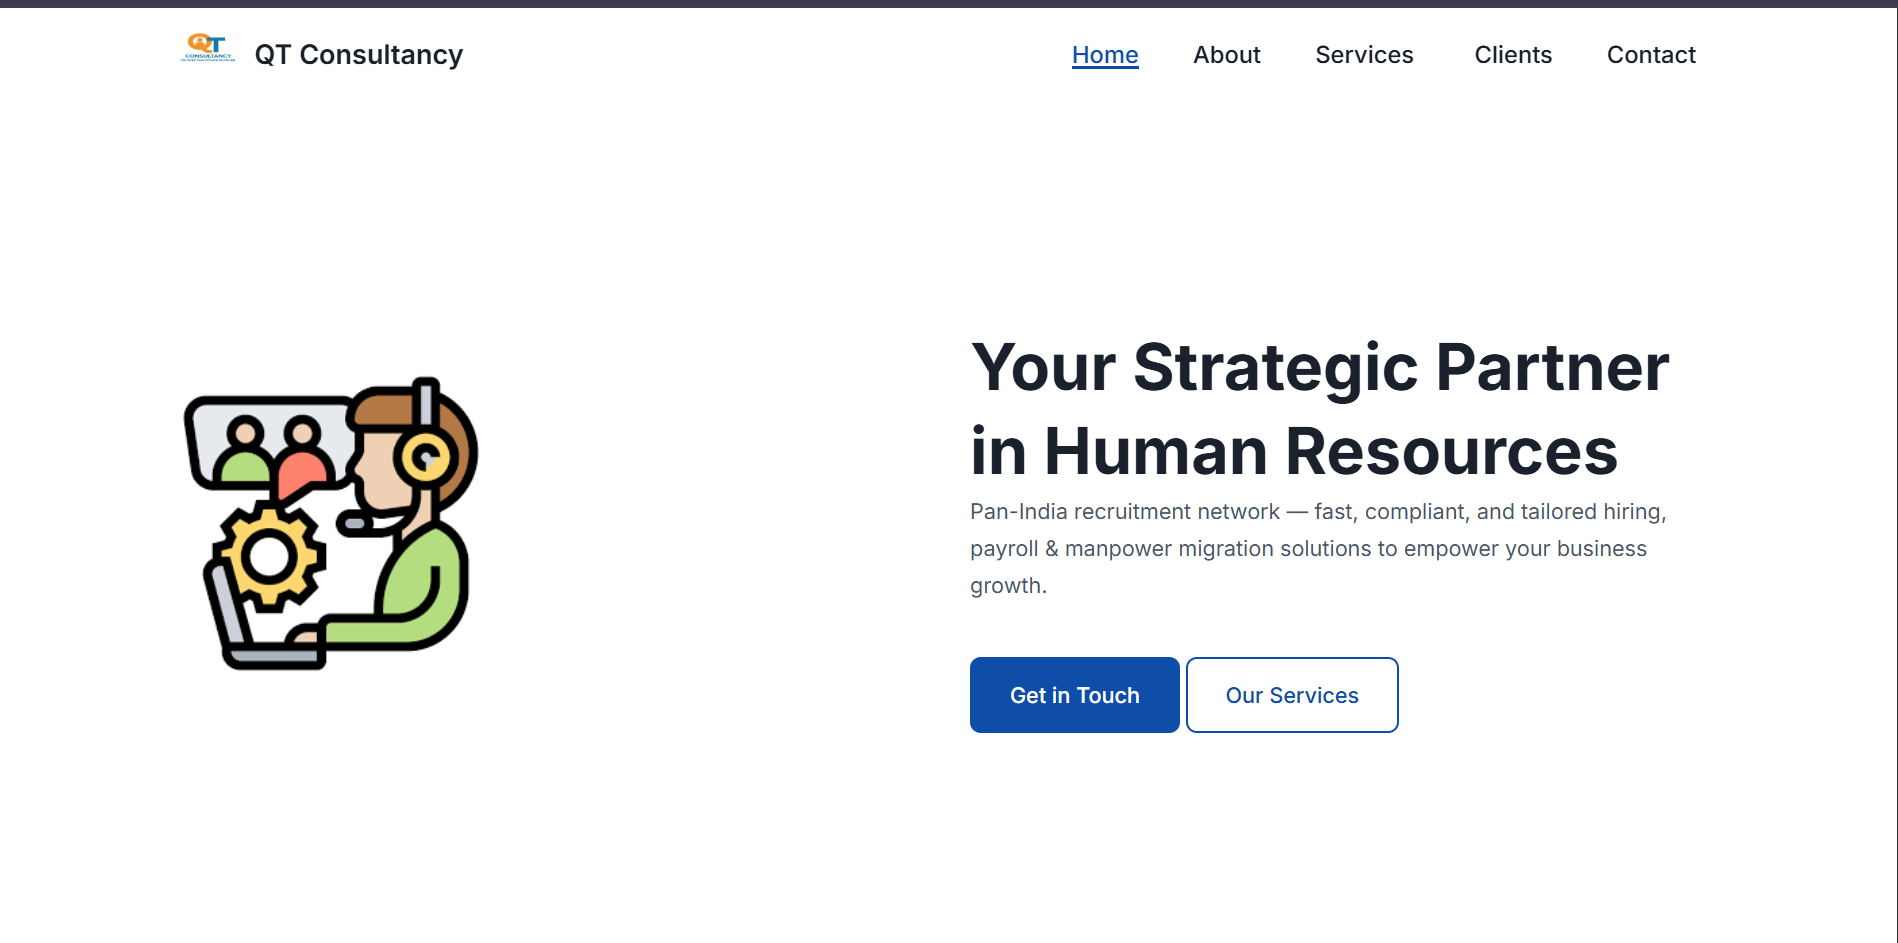 QT
CONSULTANCY
QT Consultancy
Home
About
Services
Clients
Contact
Your Strategic Partner
in Human Resources
Pan-India recruitment network — fast, compliant, and tailored hiring,
payroll & manpower migration solutions to empower your business
growth.
Get in Touch
Our Services